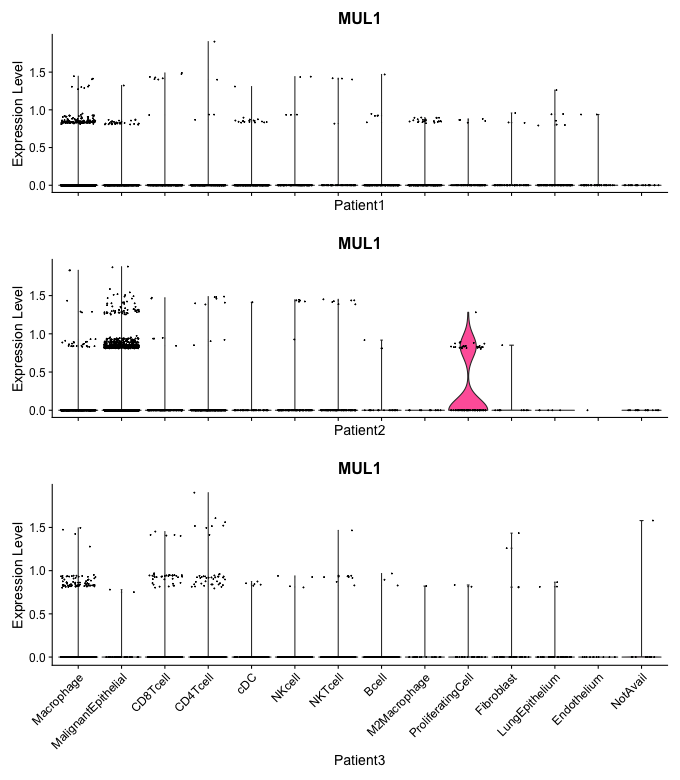 MUL1
Expression Level
1.5
1.0
0.5
0.0
Patient1
MUL1
Expression Level
1.5
1.0
0.5
0.0
Patient2
MUL1
Expression Level
1.5
1.0
0.5
0.0
Macrophage
MalignantEpithelial
CD8Tcell
CD4Tcell
cDC
NKcell
NKTcell
Bcell
M2Macrophage
ProliferatingCell
Fibroblast
LungEpithelium
Endothelium
NotAvail
Patient3